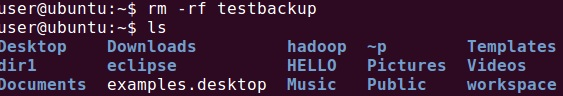 user@ubuntu:~$ rm -rf testbackup
user@ubuntu:~$ ls
Desktop Downloads hadoop ~p Templates
dir1 eclipse HELLO Pictures Videos
Documents examples.desktop Music Public workspace